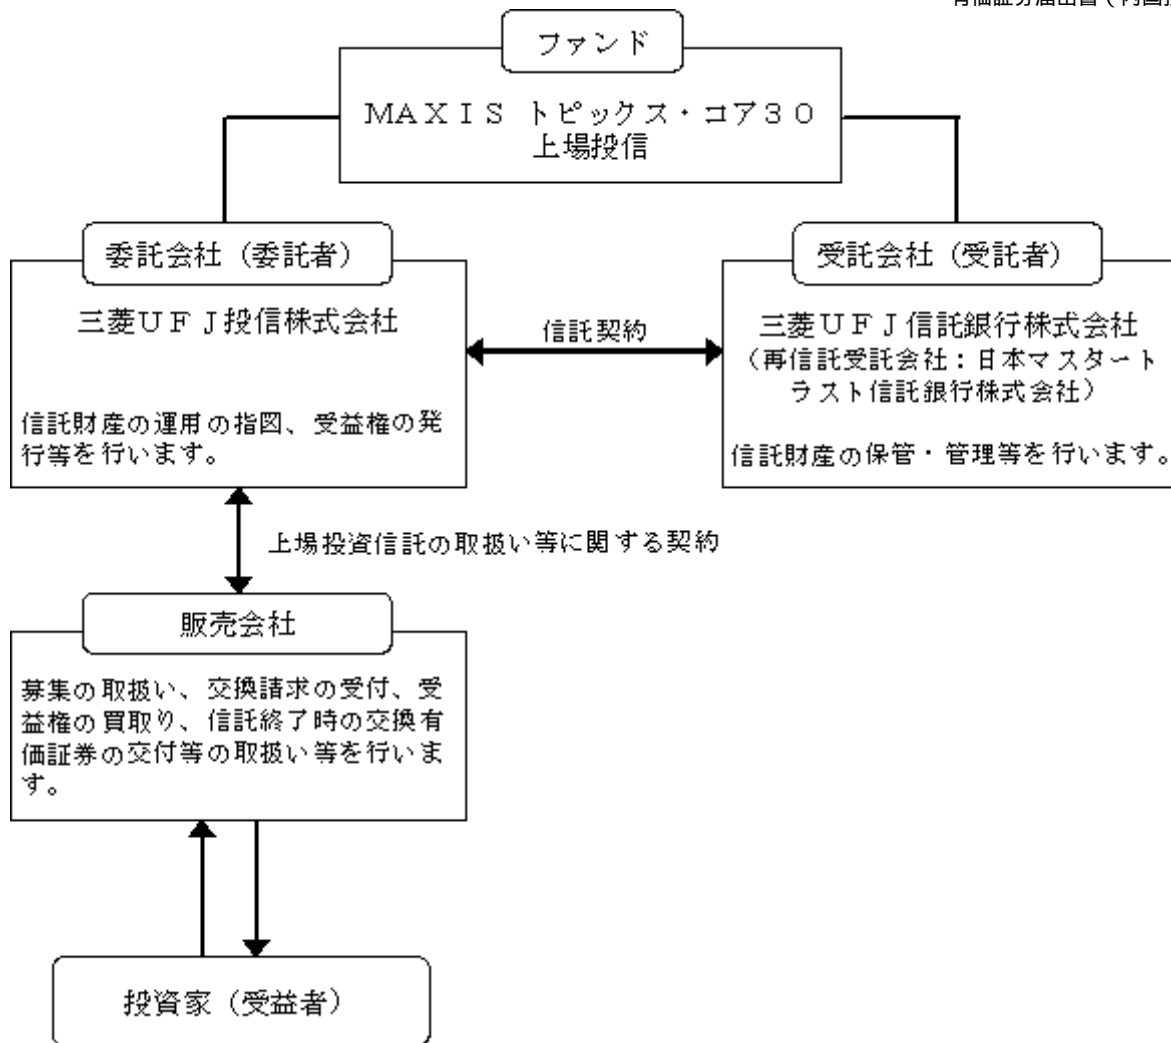 ファンド
MAXIS トピックス・コア30
上場投信
委託会社（委託者）
三菱UFJ投信株式会社
信託財産の運用の指図、受益権の発
行等を行います。
信託契約
受託会社（受託者）
三菱UFJ信託銀行株式会社
（再信託受託会社：日本マスタート
ラスト信託銀行株式会社）
信託財産の保管・管理等を行います。
上場投資信託の取扱い等に関する契約
販売会社
募集の取扱い、交換請求の受付、受
益権の買取り、信託終了時の交換有
価証券の交付等の取扱い等を行いま
す。
投資家（受益者）